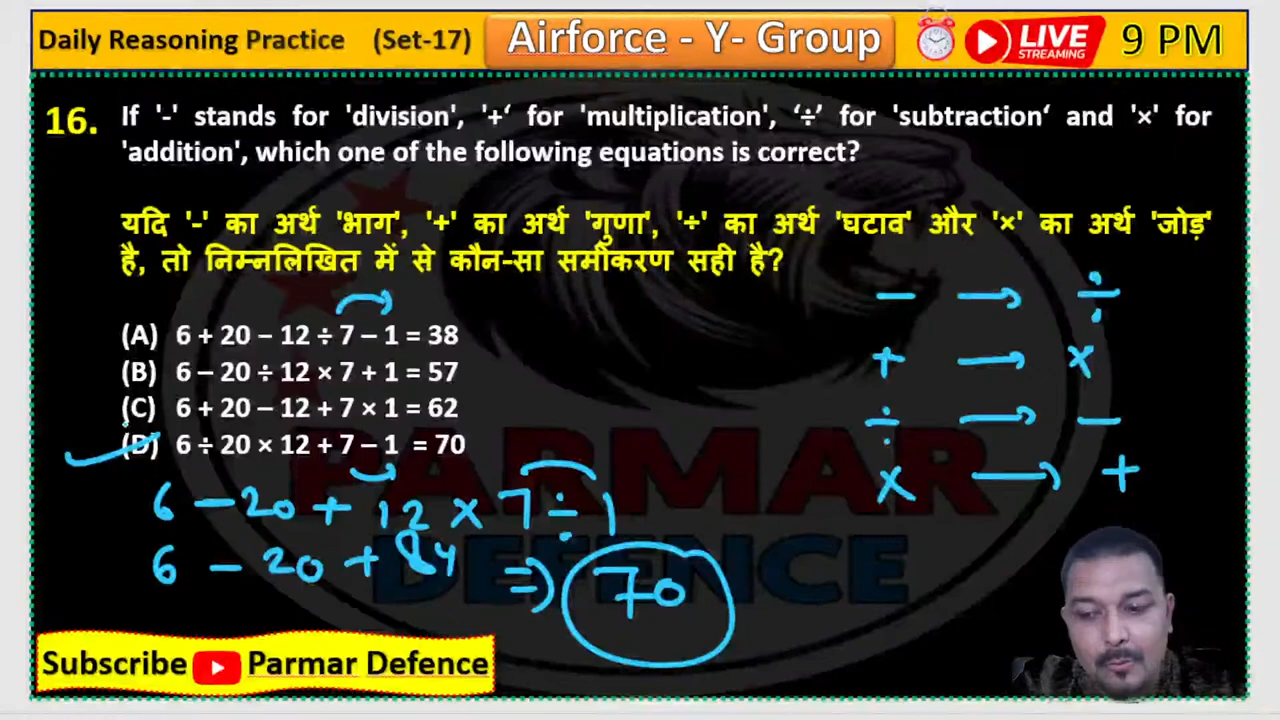 Daily Reasoning Practice (Set-17) Airforce - Y- Group LIVE STREAMING 9 PM
16. If '-' stands for 'division', '+‘ for 'multiplication', ‘÷’ for 'subtraction‘ and '×' for
'addition', which one of the following equations is correct?
यदि '-' का अर्थ 'भाग', '+' का अर्थ 'गुणा', '÷' का अर्थ 'घटाव' और '×' का अर्थ 'जोड़'
है, तो निम्नलिखित में से कौन-सा समीकरण सही है?
(A) 6 + 20 – 12 ÷ 7 – 1 = 38
(B) 6 – 20 ÷ 12 × 7 + 1 = 57
(C) 6 + 20 – 12 + 7 × 1 = 62
(D) 6 ÷ 20 × 12 + 7 – 1 = 70
– → ÷
+ → ×
÷ → –
× → +
6 – 20 + 12 × 7 ÷ 1
6 – 20 + 84 ⇒ 70
PARMAR
DEFENCE
Subscribe Parmar Defence